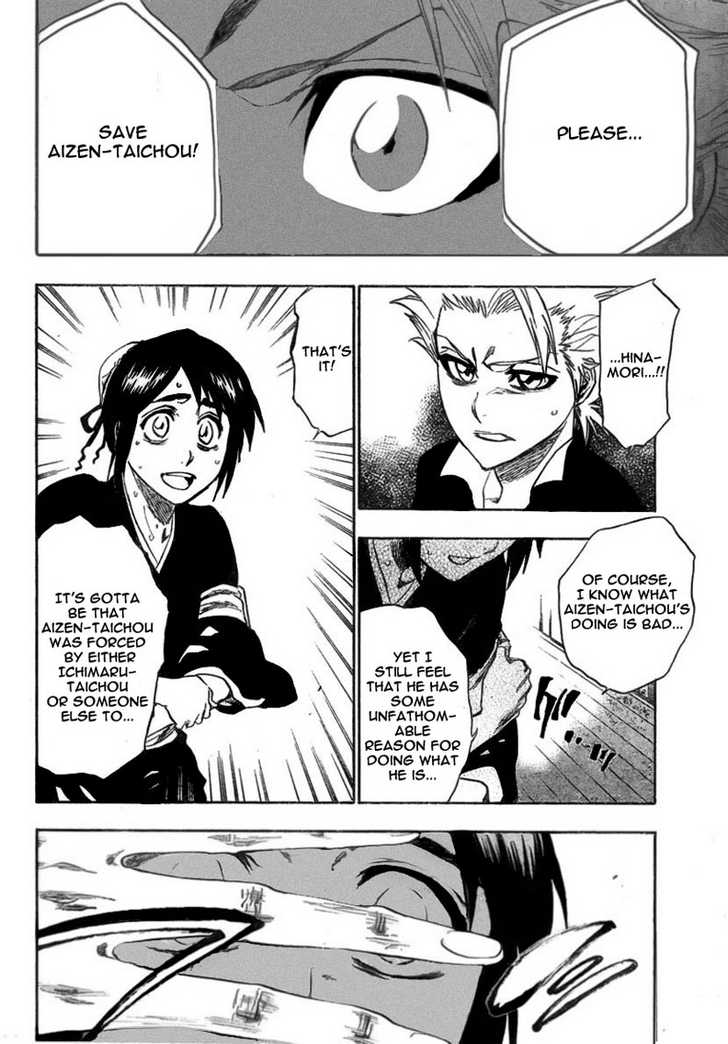 PLEASE...
SAVE
AIZEN-TAICHOU!
...HINA-
MORI...!!
OF COURSE,
I KNOW WHAT
AIZEN-TAICHOU'S
DOING IS BAD...
YET I
STILL FEEL
THAT HE HAS
SOME
UNFATHOM-
ABLE
REASON FOR
DOING WHAT
HE IS...
THAT'S
IT!
IT'S GOTTA
BE THAT
AIZEN-TAICHOU
WAS FORCED
BY EITHER
ICHIMARU-
TAICHOU
OR SOMEONE
ELSE TO...